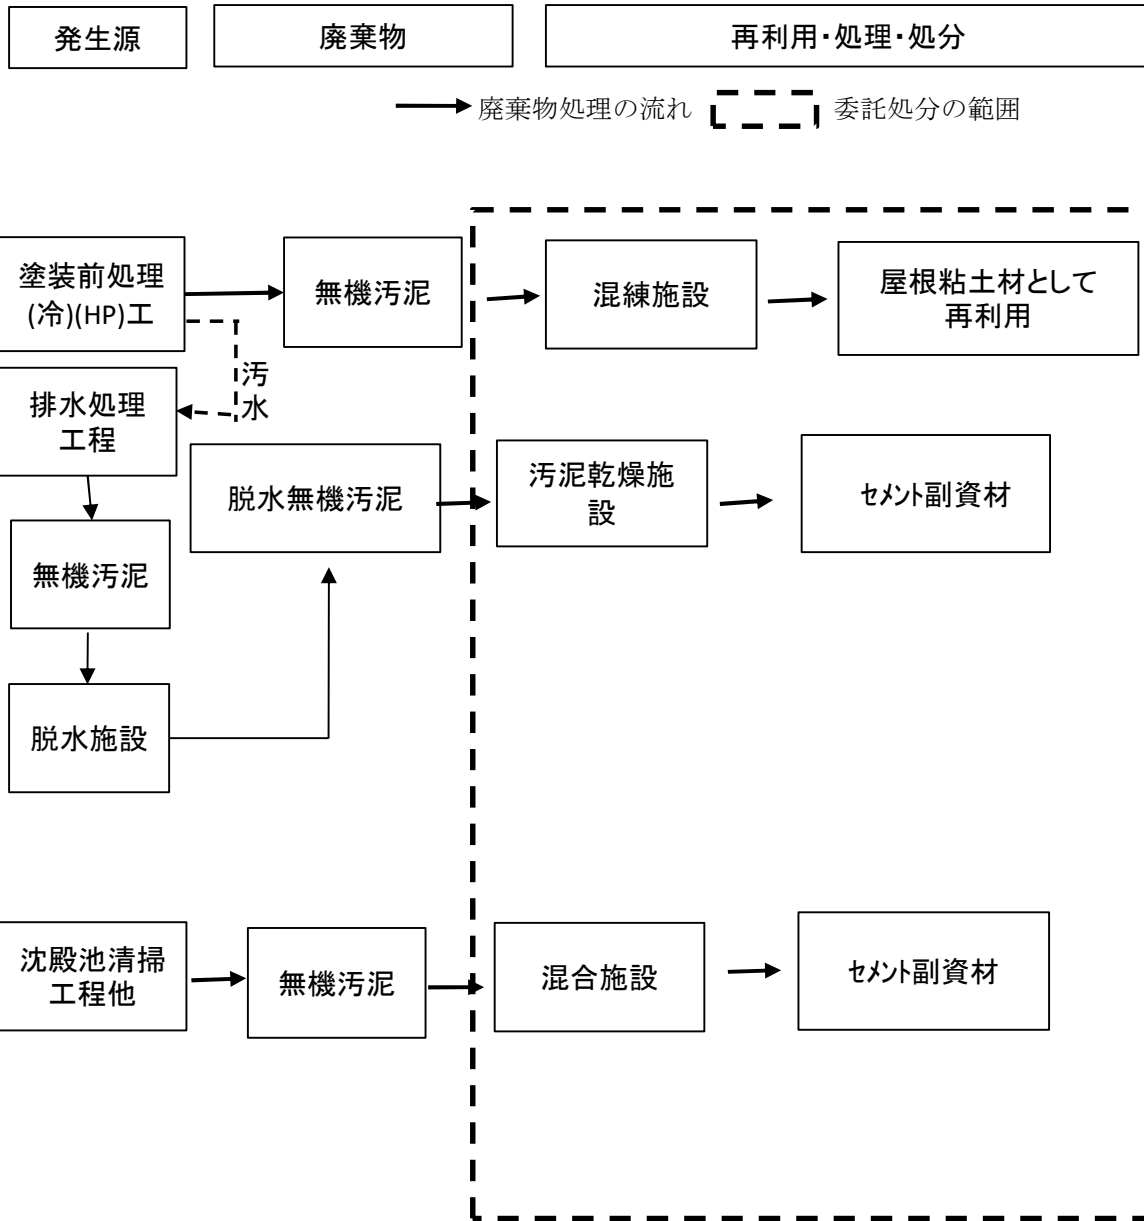 発生源
廃棄物
再利用・処理・処分
廃棄物処理の流れ
委託処分の範囲
塗装前処理
(冷)(HP)工
無機汚泥
混練施設
屋根粘土材として
再利用
汚
水
排水処理
工程
脱水無機汚泥
汚泥乾燥施
設
セメント副資材
無機汚泥
脱水施設
沈殿池清掃
工程他
無機汚泥
混合施設
セメント副資材